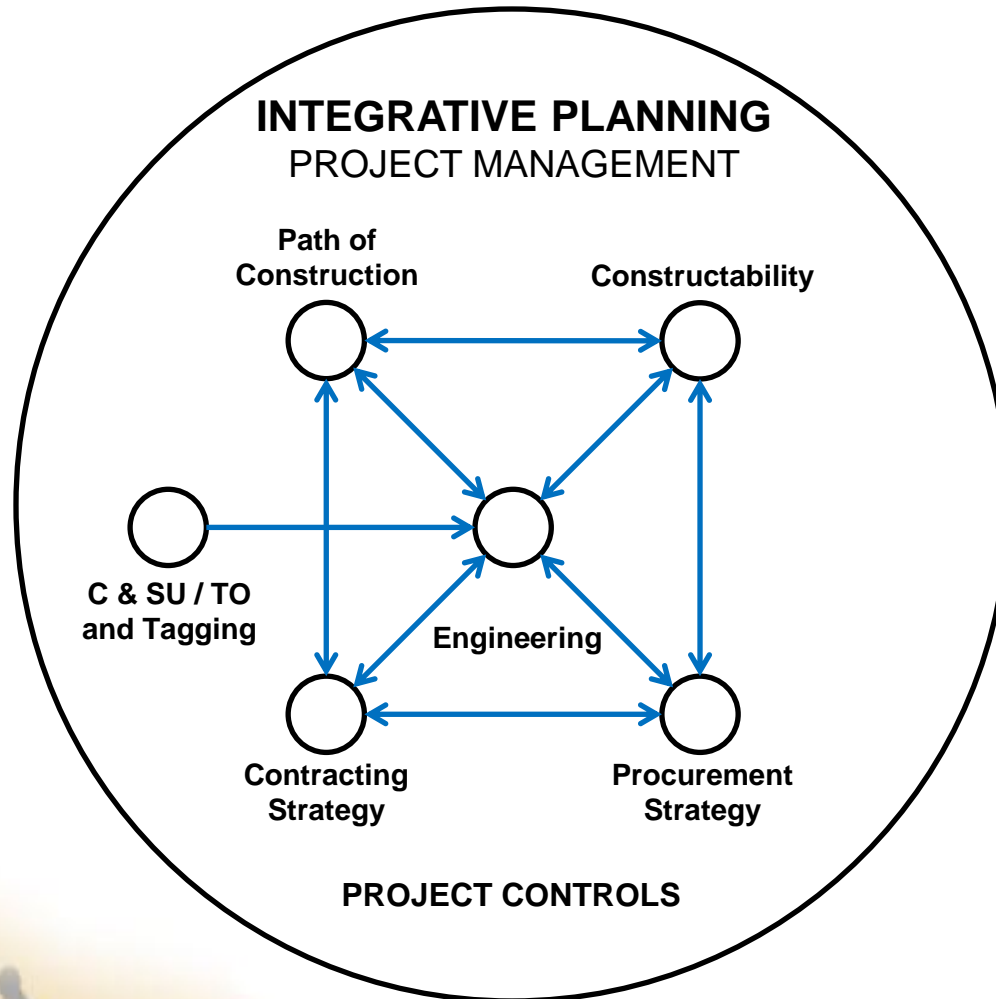 INTEGRATIVE PLANNING
PROJECT MANAGEMENT
Path of
Construction
Constructability
C & SU / TO
and Tagging
Engineering
Contracting
Strategy
Procurement
Strategy
PROJECT CONTROLS